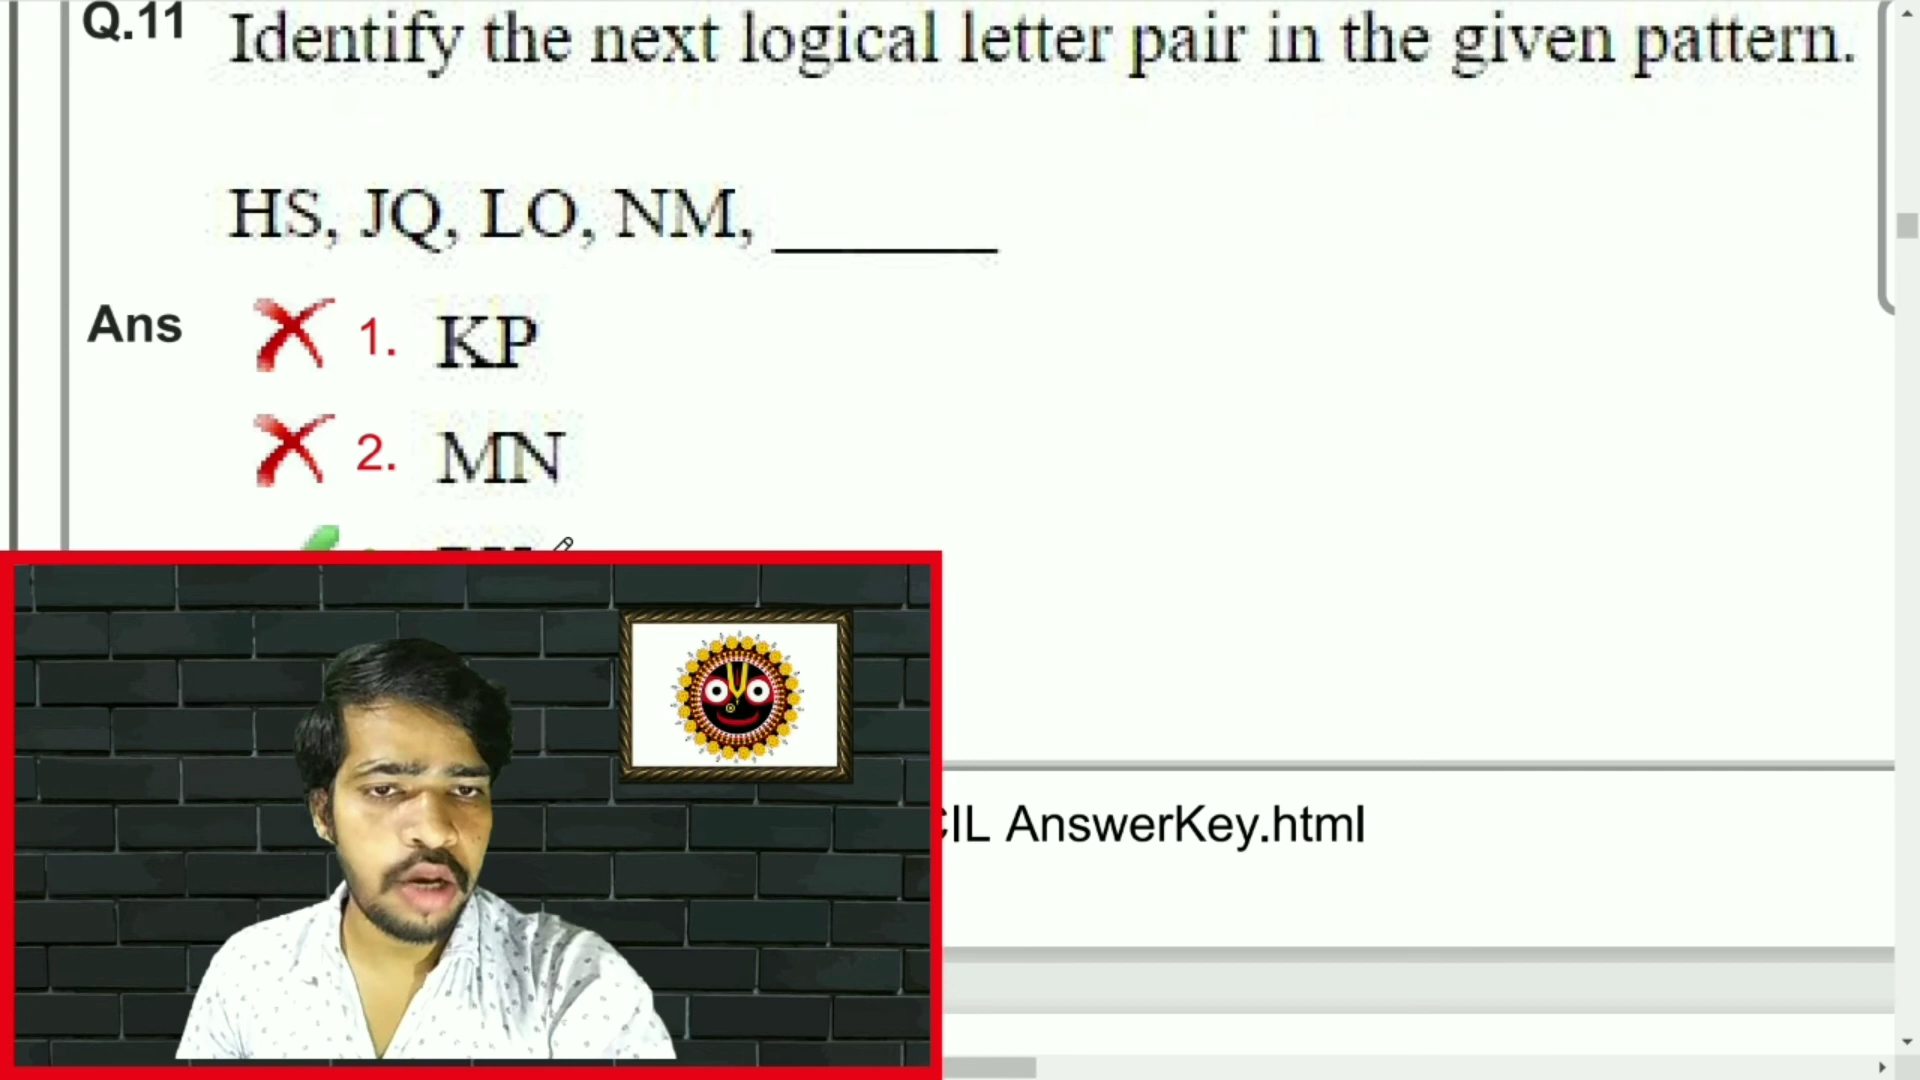 Q.11 Identify the next logical letter pair in the given pattern.
HS, JQ, LO, NM, ________
Ans 1. KP
2. MN
IL AnswerKey.html